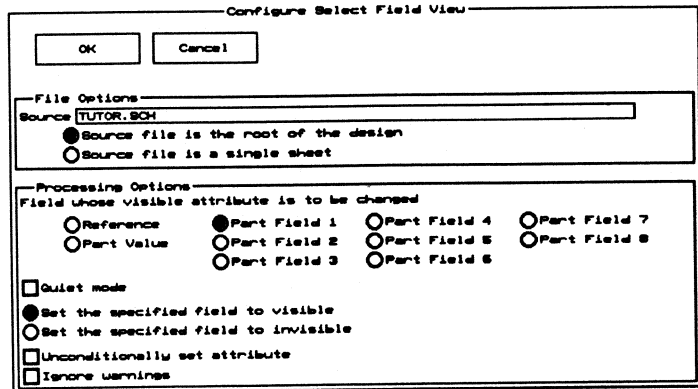 Configure Select Field View
OK Cancel
File Options
Source TUTOR.SCH
Source file is the root of the design
Source file is a single sheet
Processing Options
Field whose visible attribute is to be changed
Reference Part Field 1 Part Field 4 Part Field 7
Part Value Part Field 2 Part Field 5 Part Field 8
Part Field 3 Part Field 6
Quiet mode
Set the specified field to visible
Set the specified field to invisible
Unconditionally set attribute
Ignore warnings